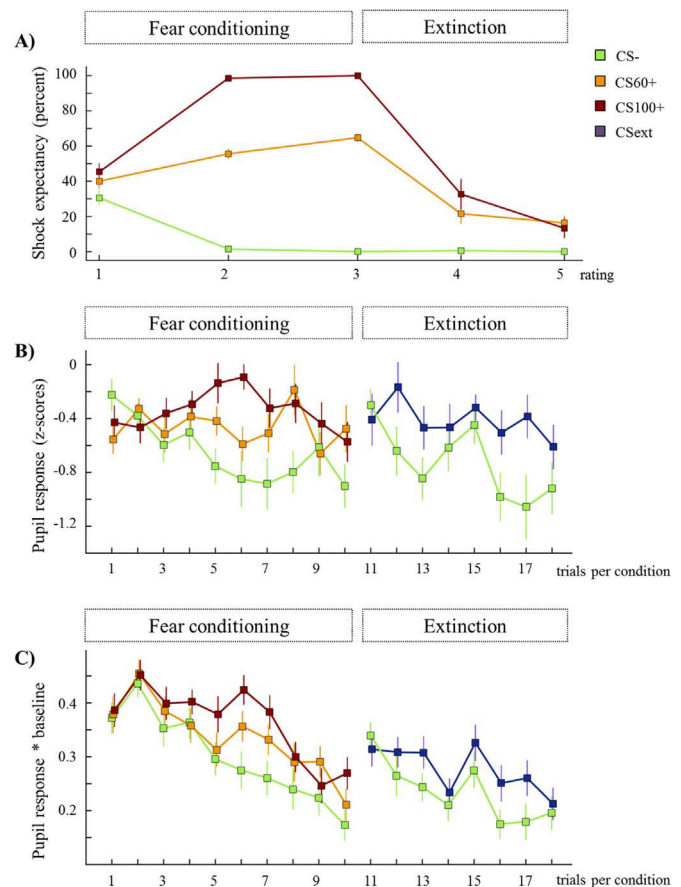 Fear conditioning Extinction
A)
CS-
CS60+
CS100+
CSext
Shock expectancy (percent)
100
80
60
40
20
0
1 2 3 4 5 rating
Fear conditioning Extinction
B)
Pupil response (z-scores)
0
-0.4
-0.8
-1.2
1 3 5 7 9 11 13 15 17 trials per condition
Fear conditioning Extinction
C)
Pupil response * baseline
0.4
0.3
0.2
1 3 5 7 9 11 13 15 17 trials per condition